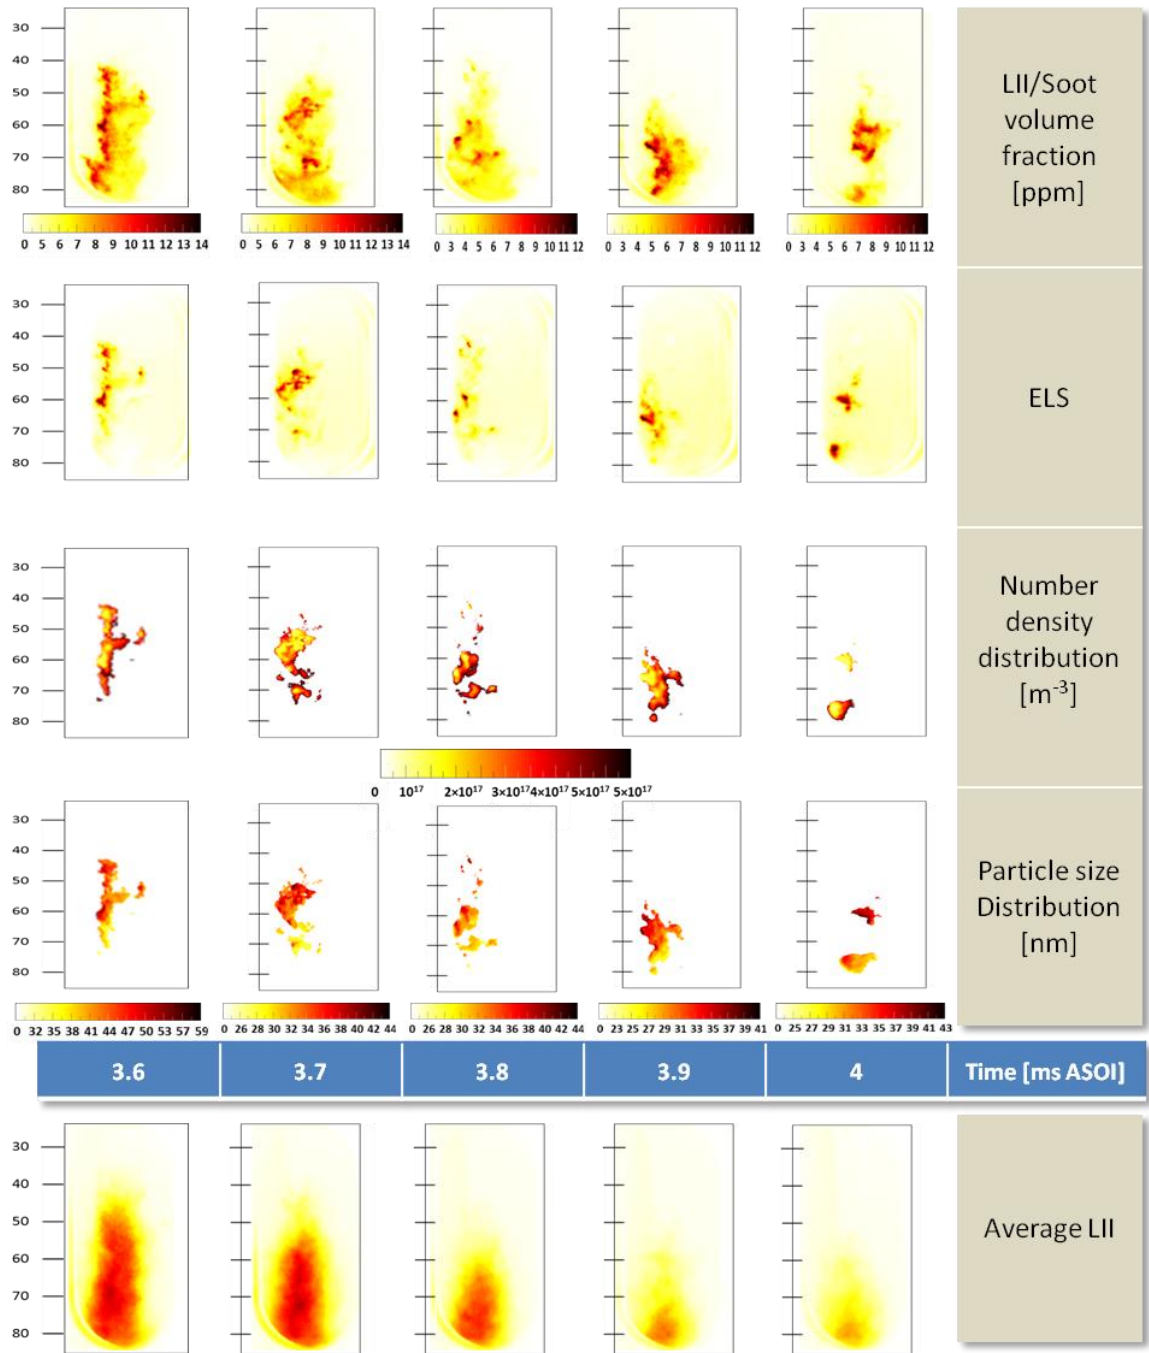 30
40
50
60
70
80
LII/Soot
volume
fraction
[ppm]
0 5 6 7 8 9 10 11 12 13 14
0 5 6 7 8 9 10 11 12 13 14
0 3 4 5 6 7 8 9 10 11 12
0 3 4 5 6 7 8 9 10 11 12
0 3 4 5 6 7 8 9 10 11 12
30
40
50
60
70
80
ELS
30
40
50
60
70
80
Number
density
distribution
[m⁻³]
0 10¹⁷ 2x10¹⁷ 3x10¹⁷4x10¹⁷ 5x10¹⁷ 5x10¹⁷
30
40
50
60
70
80
Particle size
Distribution
[nm]
0 32 35 38 41 44 47 50 53 57 59
0 26 28 30 32 34 36 38 40 42 44
0 26 28 30 32 34 36 38 40 42 44
0 23 25 27 29 31 33 35 37 39 41
0 25 27 29 31 33 35 37 39 41 43
3.6 3.7 3.8 3.9 4 Time [ms ASOI]
30
40
50
60
70
80
Average LII